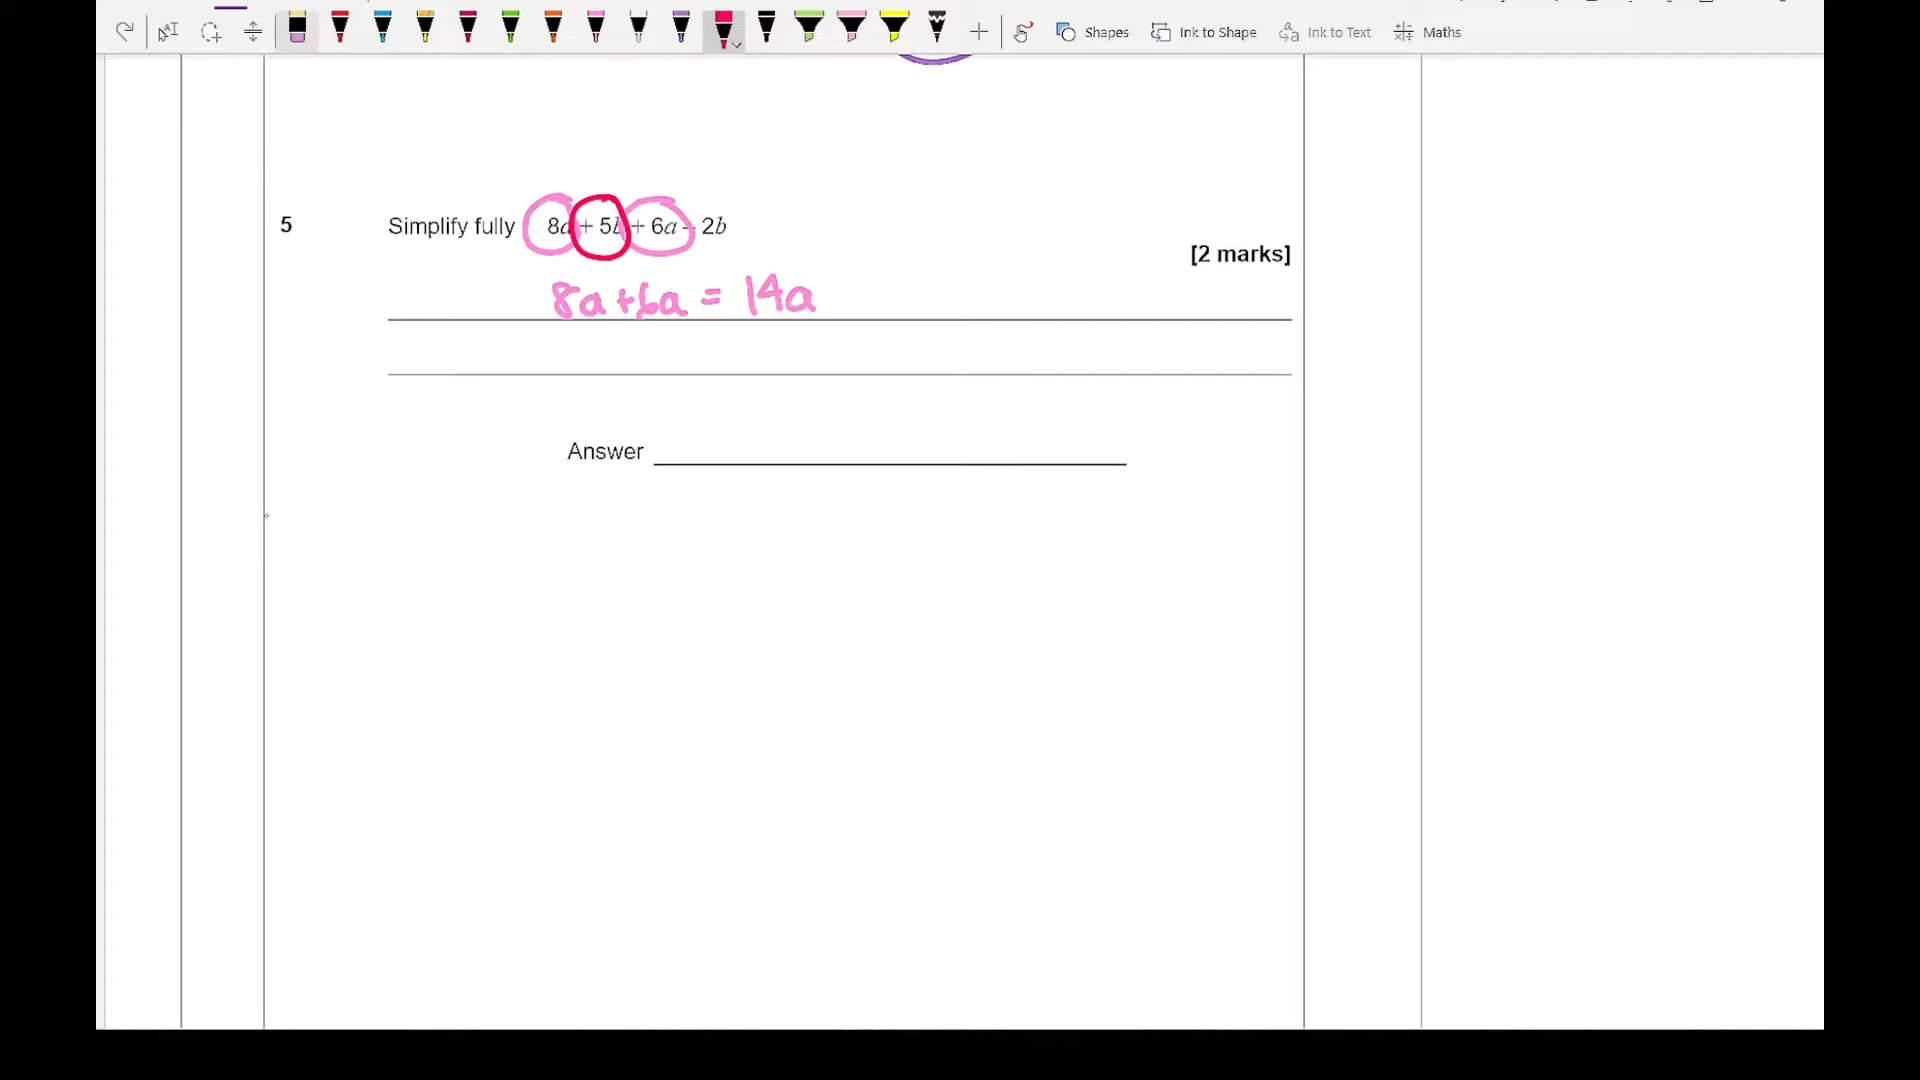 Shapes Ink to Shape Ink to Text Maths
5 Simplify fully 8a + 5b + 6a - 2b
[2 marks]
8a+6a = 14a
Answer